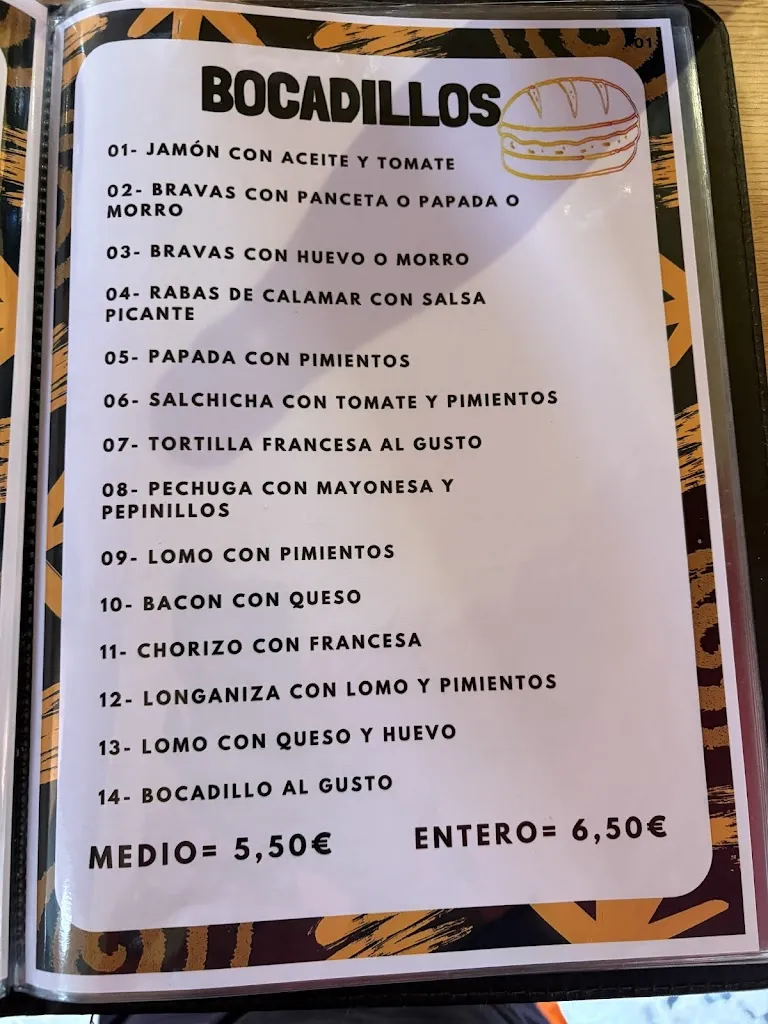 01
BOCADILLOS
01- JAMÓN CON ACEITE Y TOMATE
02- BRAVAS CON PANCETA O PAPADA O
MORRO
03- BRAVAS CON HUEVO O MORRO
04- RABAS DE CALAMAR CON SALSA
PICANTE
05- PAPADA CON PIMIENTOS
06- SALCHICHA CON TOMATE Y PIMIENTOS
07- TORTILLA FRANCESA AL GUSTO
08- PECHUGA CON MAYONESA Y
PEPINILLOS
09- LOMO CON PIMIENTOS
10- BACON CON QUESO
11- CHORIZO CON FRANCESA
12- LONGANIZA CON LOMO Y PIMIENTOS
13- LOMO CON QUESO Y HUEVO
14- BOCADILLO AL GUSTO
MEDIO= 5,50€ ENTERO= 6,50€